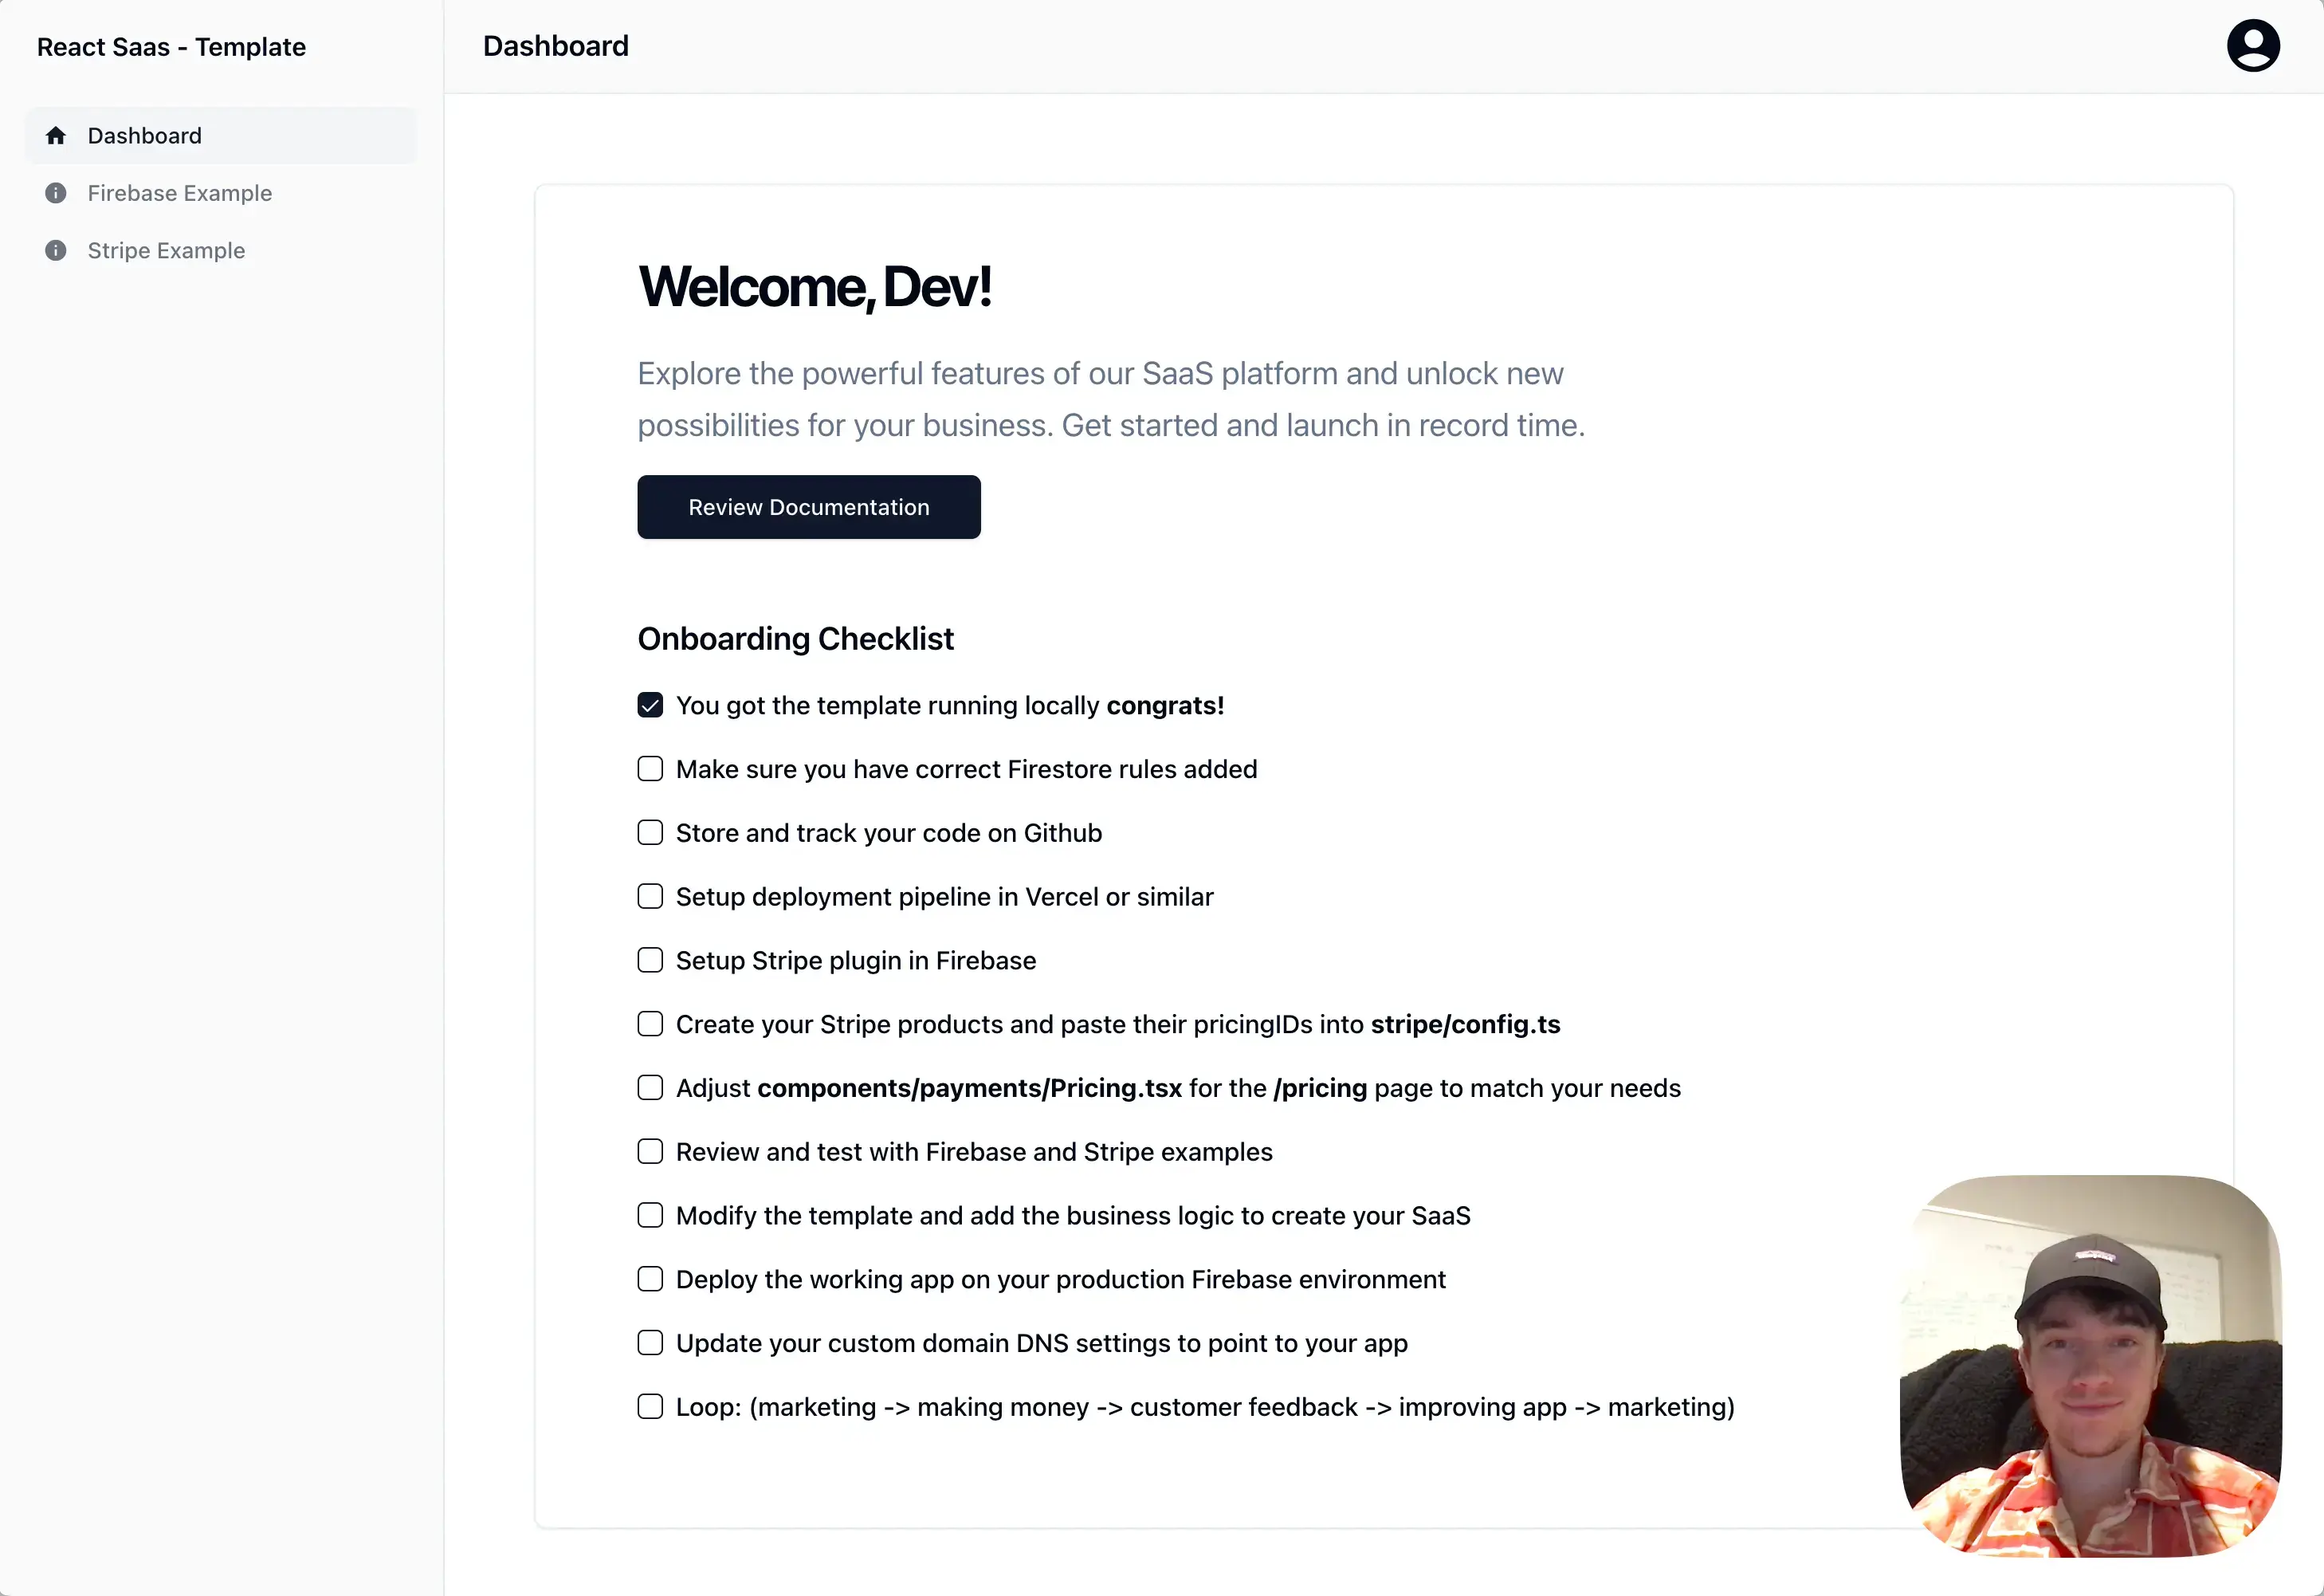 React Saas - Template
Dashboard
Firebase Example
Stripe Example
Dashboard
Welcome, Dev!
Explore the powerful features of our SaaS platform and unlock new
possibilities for your business. Get started and launch in record time.
Review Documentation
Onboarding Checklist
You got the template running locally congrats!
Make sure you have correct Firestore rules added
Store and track your code on Github
Setup deployment pipeline in Vercel or similar
Setup Stripe plugin in Firebase
Create your Stripe products and paste their pricingIDs into stripe/config.ts
Adjust components/payments/Pricing.tsx for the /pricing page to match your needs
Review and test with Firebase and Stripe examples
Modify the template and add the business logic to create your SaaS
Deploy the working app on your production Firebase environment
Update your custom domain DNS settings to point to your app
Loop: (marketing -> making money -> customer feedback -> improving app -> marketing)